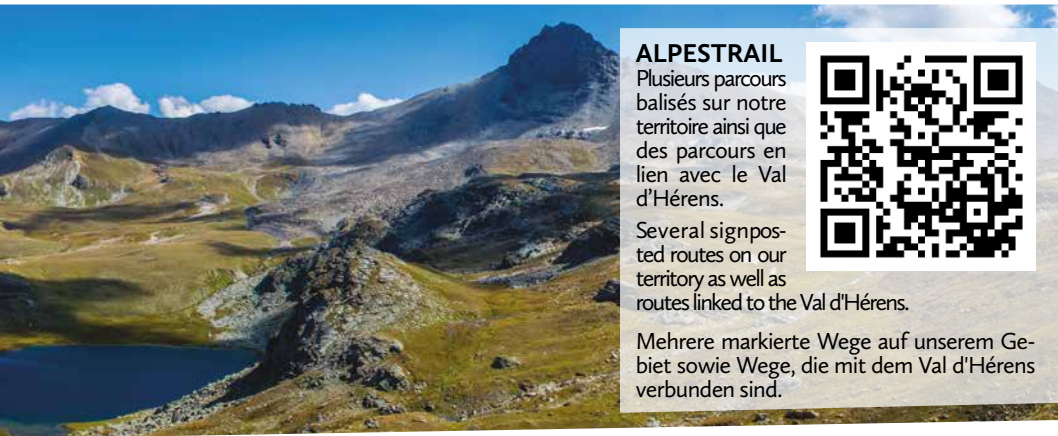 ALPESTRAIL
Plusieurs parcours
balisés sur notre
territoire ainsi que
des parcours en
lien avec le Val
d'Hérens.
Several signpos-
ted routes on our
territory as well as
routes linked to the Val d'Hérens.
Mehrere markierte Wege auf unserem Ge-
biet sowie Wege, die mit dem Val d'Hérens
verbunden sind.